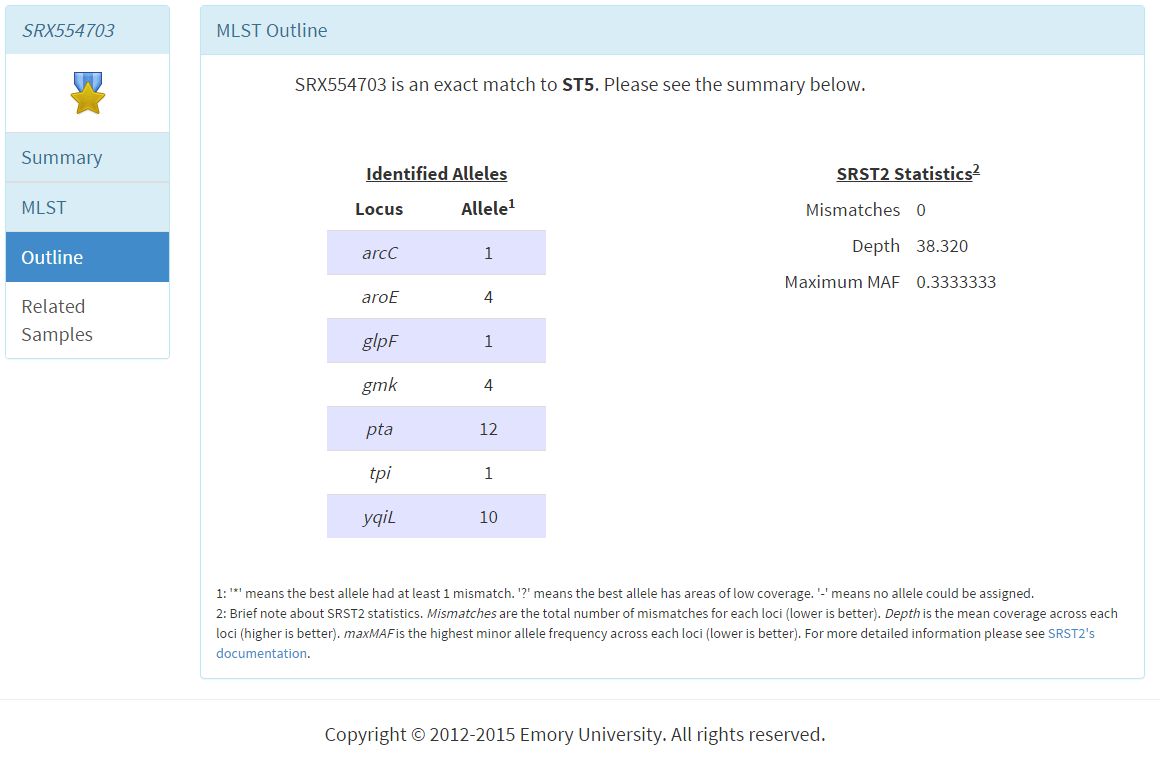 SRX554703
Summary
MLST
Outline
Related
Samples
MLST Outline
SRX554703 is an exact match to ST5. Please see the summary below.
Identified Alleles
Locus Allele1
arcC 1
aroE 4
glpF 1
gmk 4
pta 12
tpi 1
yqiL 10
SRST2 Statistics2
Mismatches 0
Depth 38.320
Maximum MAF 0.3333333
1: '*' means the best allele had at least 1 mismatch. '?' means the best allele has areas of low coverage. '-' means no allele could be assigned.
2: Brief note about SRST2 statistics. Mismatches are the total number of mismatches for each loci (lower is better). Depth is the mean coverage across each
loci (higher is better). maxMAF is the highest minor allele frequency across each loci (lower is better). For more detailed information please see SRST2's
documentation.
Copyright © 2012-2015 Emory University. All rights reserved.